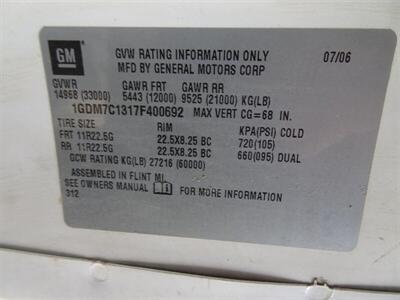 GM
GVW RATING INFORMATION ONLY 07/06
MFD BY GENERAL MOTORS CORP
GVWR GAWR FRT GAWR RR
14968 (33000) 5443 (12000) 9525 (21000) KG(LB)
1GDM7C1317F400692 MAX VERT CG=68 IN.
TIRE SIZE RIM KPA(PSI) COLD
FRT 11R22.5G 22.5X8.25 BC 720(105)
RR 11R22.5G 22.5X8.25 BC 660(095) DUAL
GCW RATING KG(LB) 27216 (60000)
ASSEMBLED IN FLINT MI.
SEE OWNERS MANUAL FOR MORE INFORMATION
312